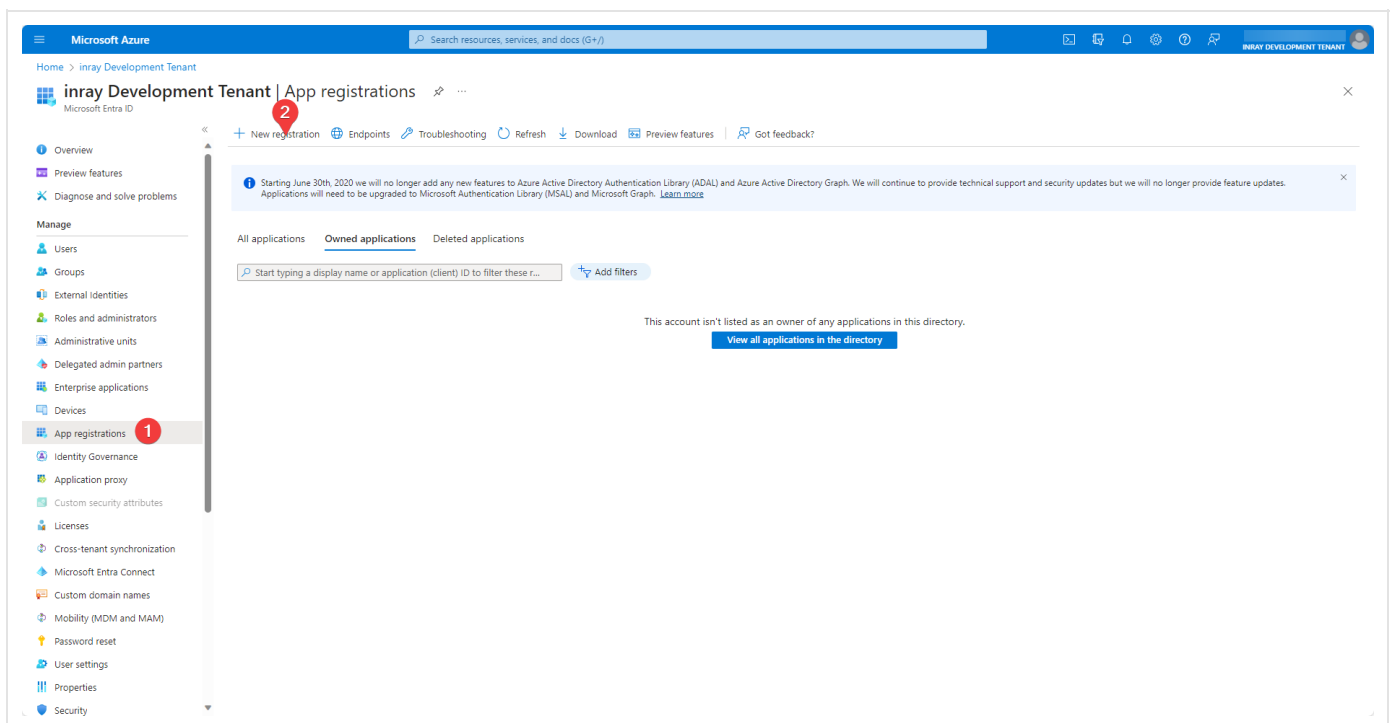 Microsoft Azure
Search resources, services, and docs (G+/)
INRAY DEVELOPMENT TENANT
Home > inray Development Tenant
inray Development Tenant | App registrations
Microsoft Entra ID
2
New registration Endpoints Troubleshooting Refresh Download Preview features Got feedback?
Starting June 30th, 2020 we will no longer add any new features to Azure Active Directory Authentication Library (ADAL) and Azure Active Directory Graph. We will continue to provide technical support and security updates but we will no longer provide feature updates.
Applications will need to be upgraded to Microsoft Authentication Library (MSAL) and Microsoft Graph. Learn more
All applications Owned applications Deleted applications
Start typing a display name or application (client) ID to filter these r...
Add filters
This account isn't listed as an owner of any applications in this directory.
View all applications in the directory
Overview
Preview features
Diagnose and solve problems
Manage
Users
Groups
External Identities
Roles and administrators
Administrative units
Delegated admin partners
Enterprise applications
Devices
App registrations 1
Identity Governance
Application proxy
Custom security attributes
Licenses
Cross-tenant synchronization
Microsoft Entra Connect
Custom domain names
Mobility (MDM and MAM)
Password reset
User settings
Properties
Security